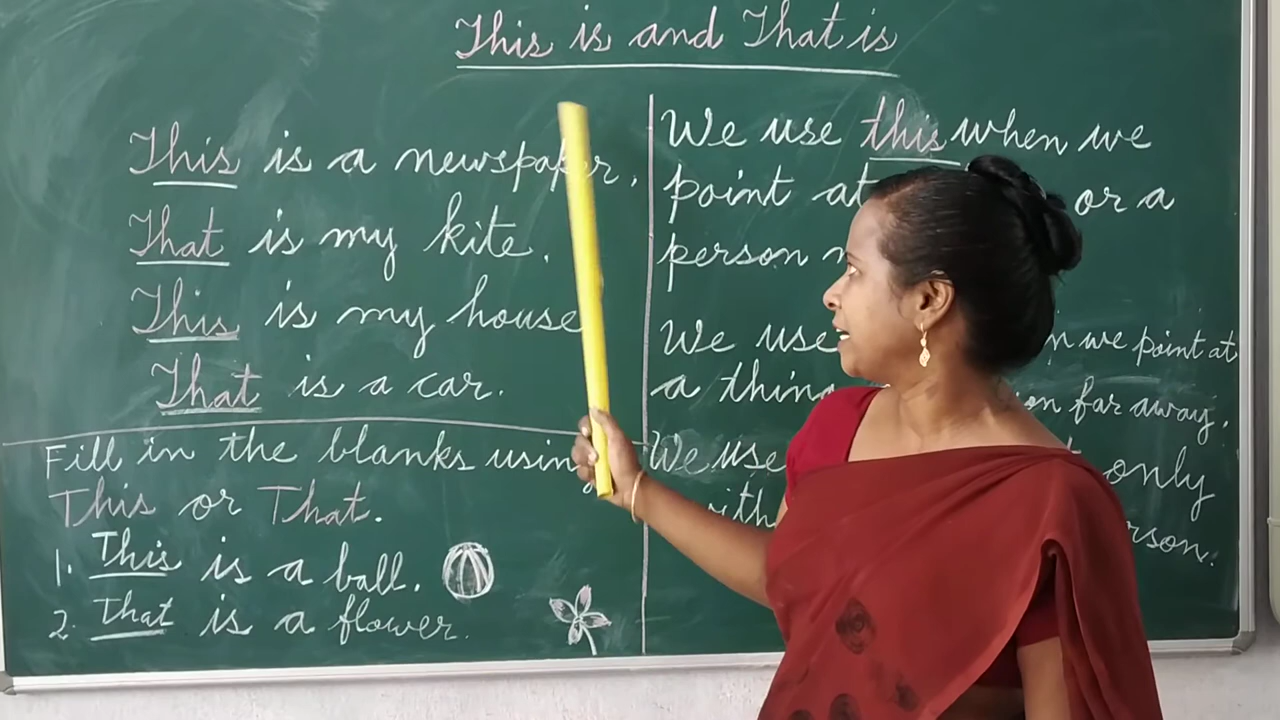 This is and That is
This is a newspaper.
That is my kite.
This is my house
That is a car.
Fill in the blanks using
This or That.
1. This is a ball.
2. That is a flower.
We use this when we
point at or a
person
We use we point at
a thing far away.
We use only
with person.